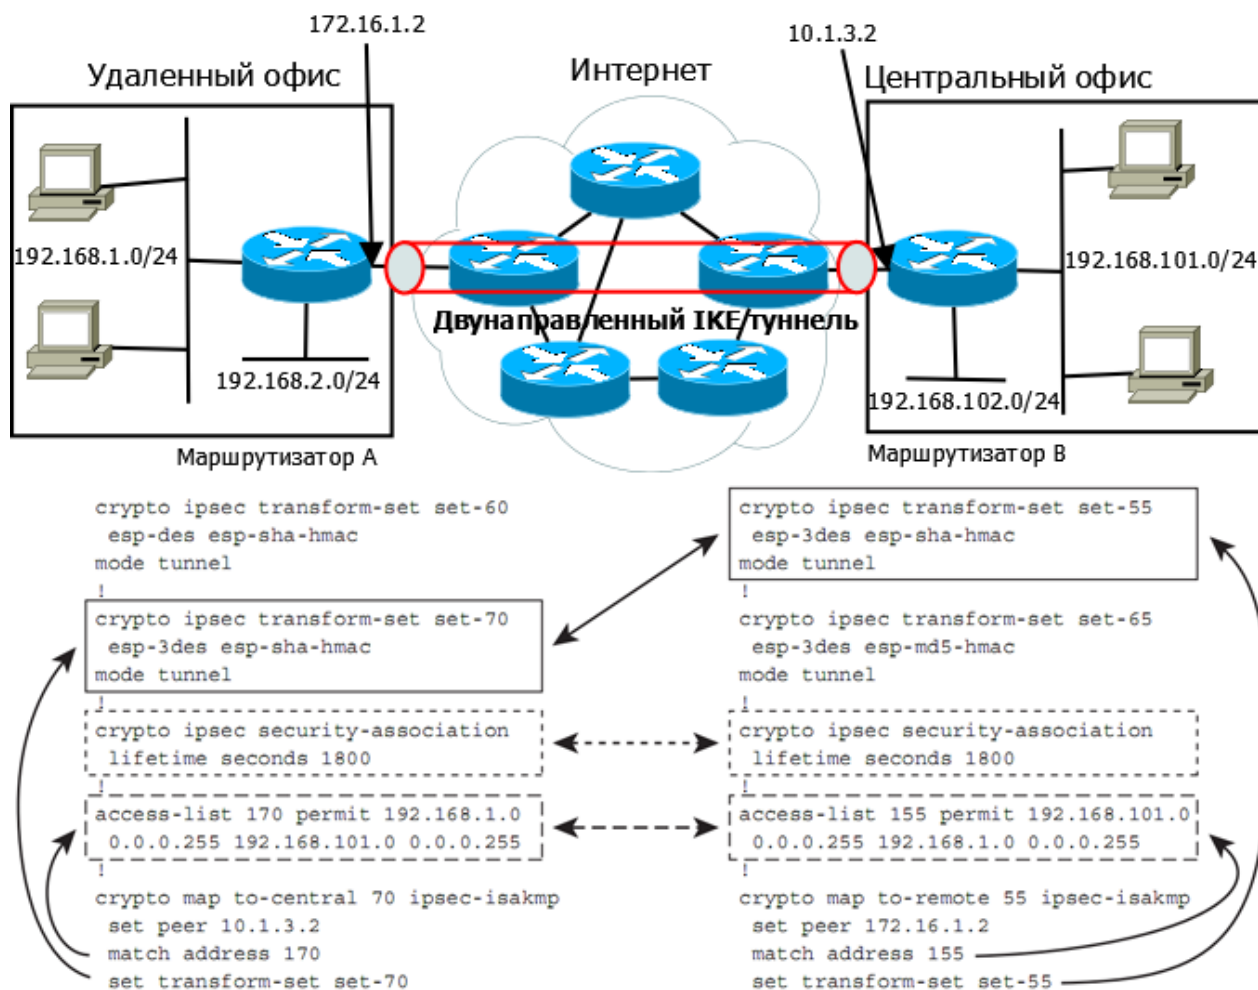 172.16.1.2
10.1.3.2
Удаленный офис
Интернет
Центральный офис
192.168.1.0/24
192.168.101.0/24
Двунаправленный IKE туннель
192.168.2.0/24
192.168.102.0/24
Маршрутизатор А
Маршрутизатор В
crypto ipsec transform-set set-60
esp-des esp-sha-hmac
mode tunnel
!
crypto ipsec transform-set set-70
esp-3des esp-sha-hmac
mode tunnel
!
crypto ipsec security-association
lifetime seconds 1800
!
access-list 170 permit 192.168.1.0
0.0.0.255 192.168.101.0 0.0.0.255
!
crypto map to-central 70 ipsec-isakmp
set peer 10.1.3.2
match address 170
set transform-set set-70
crypto ipsec transform-set set-55
esp-3des esp-sha-hmac
mode tunnel
!
crypto ipsec transform-set set-65
esp-3des esp-md5-hmac
mode tunnel
!
crypto ipsec security-association
lifetime seconds 1800
!
access-list 155 permit 192.168.101.0
0.0.0.255 192.168.1.0 0.0.0.255
!
crypto map to-remote 55 ipsec-isakmp
set peer 172.16.1.2
match address 155
set transform-set set-55